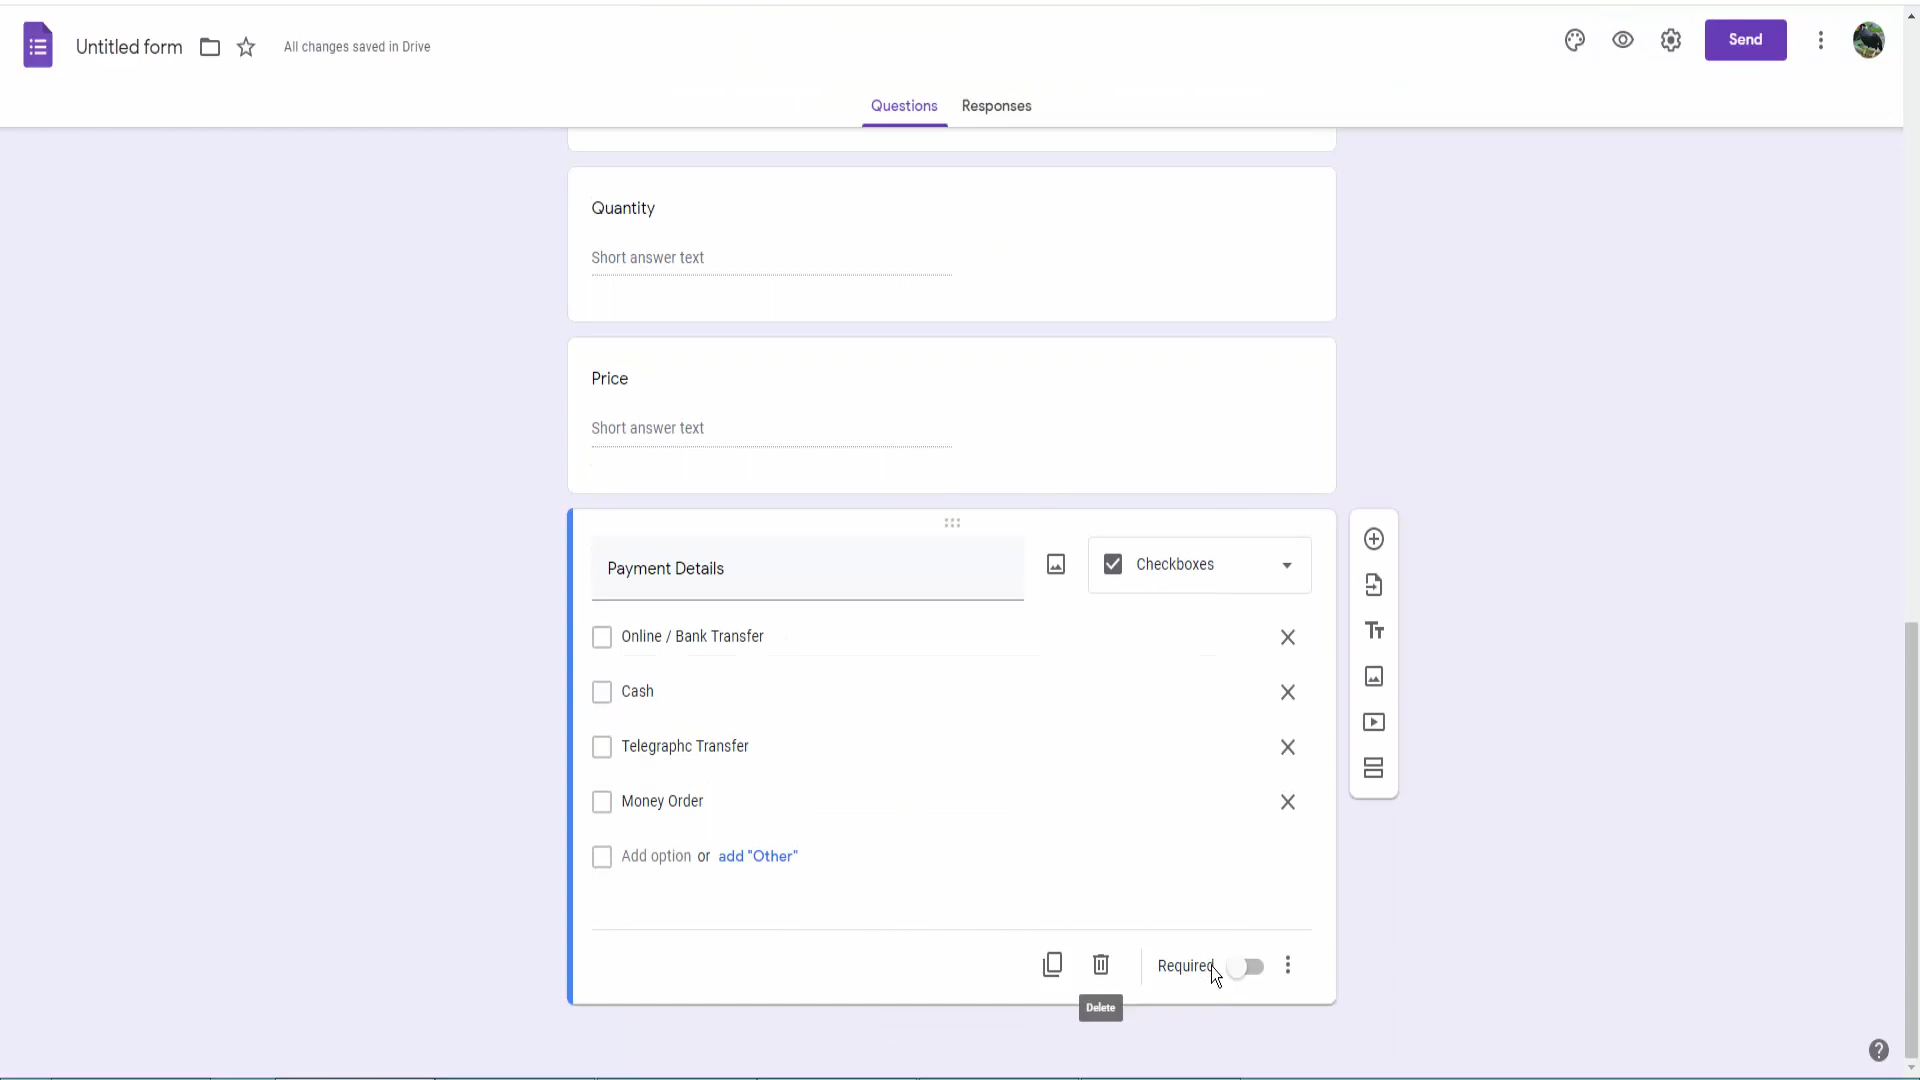 Untitled form
All changes saved in Drive
Send
Questions
Responses
Quantity
Short answer text
Price
Short answer text
Payment Details
Checkboxes
Online / Bank Transfer
Cash
Telegraphc Transfer
Money Order
Add option or add "Other"
Required
Delete